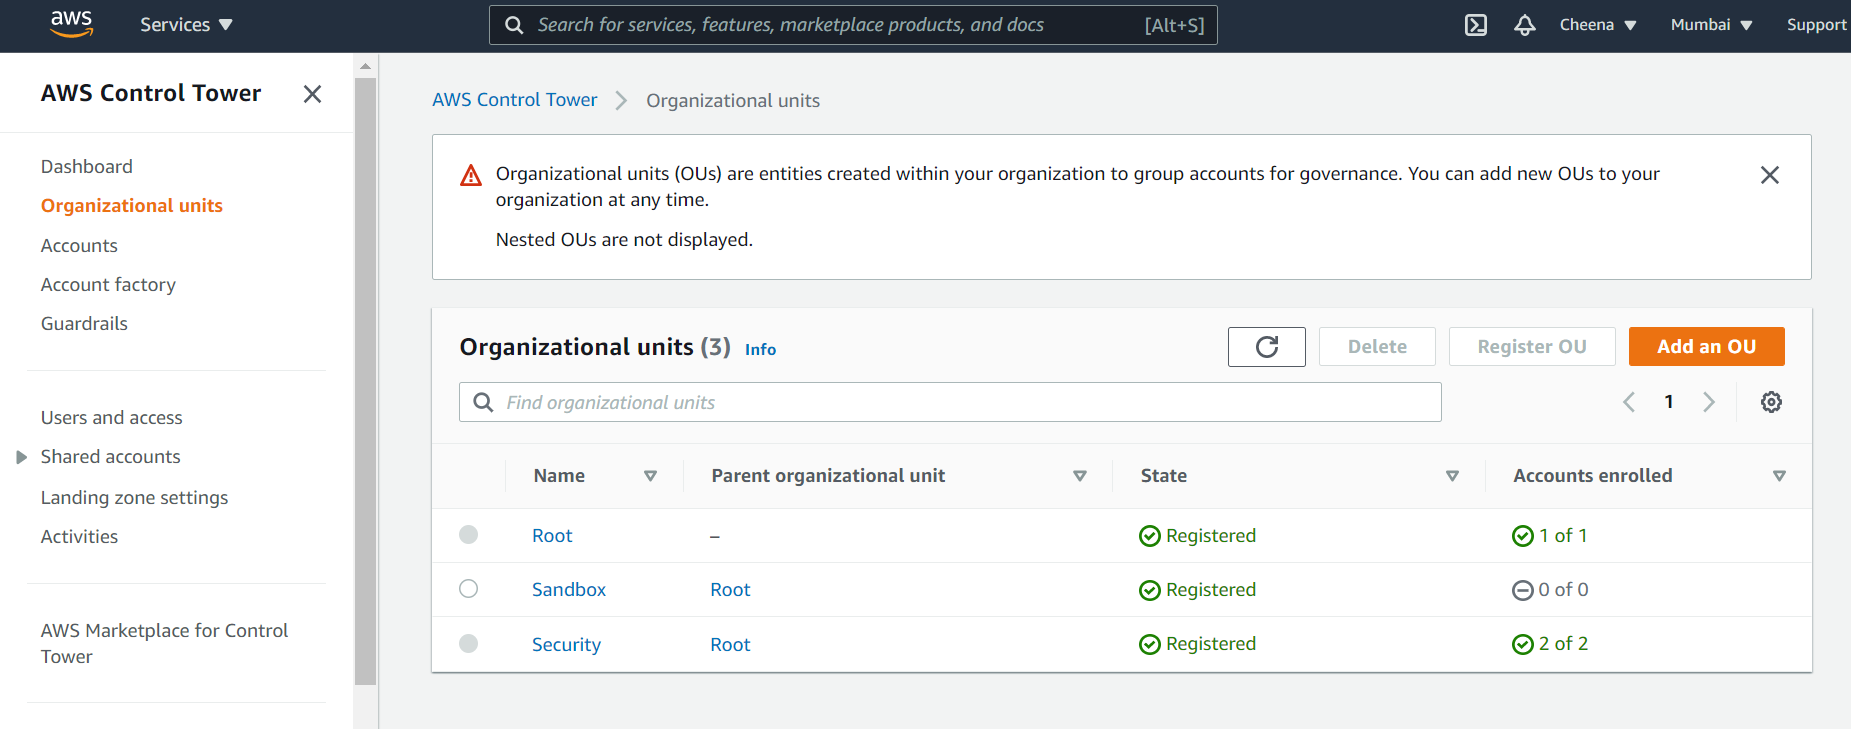 aws
Services
Search for services, features, marketplace products, and docs
[Alt+S]
Cheena
Mumbai
Support
AWS Control Tower
Dashboard
Organizational units
Accounts
Account factory
Guardrails
Users and access
Shared accounts
Landing zone settings
Activities
AWS Marketplace for Control
Tower
AWS Control Tower
Organizational units
Organizational units (OUs) are entities created within your organization to group accounts for governance. You can add new OUs to your
organization at any time.
Nested OUs are not displayed.
Organizational units (3) Info
Delete
Register OU
Add an OU
Find organizational units
1
Name Parent organizational unit State Accounts enrolled
Root – Registered 1 of 1
Sandbox Root Registered 0 of 0
Security Root Registered 2 of 2